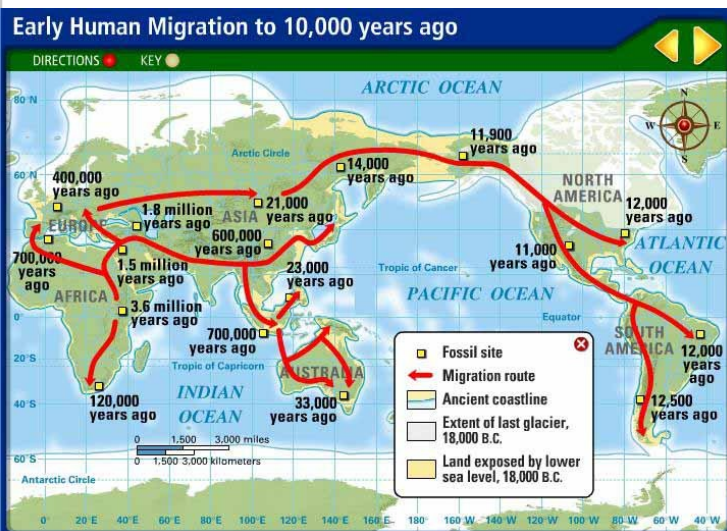 Early Human Migration to 10,000 years ago
DIRECTIONS
KEY
ARCTIC OCEAN
80°N
N
W
E
S
11,900
years ago
Arctic Circle
14,000
years ago
60°N
400,000
years ago
NORTH
AMERICA
12,000
years ago
1.8 million
years ago
ASIA
21,000
years ago
EUROPE
600,000
years ago
ATLANTIC
OCEAN
700,000
years
ago
1.5 million
years ago
11,000
years ago
23,000
years ago
Tropic of Cancer
AFRICA
PACIFIC OCEAN
3.6 million
years ago
0°
Equator
700,000
years ago
SOUTH
AMERICA
12,000
years ago
20°S
Tropic of Capricorn
AUSTRALIA
INDIAN
OCEAN
120,000
years ago
33,000
years ago
12,500
years ago
40°S
0 1,500 3,000 miles
0 1,500 3,000 kilometers
Fossil site
Migration route
Ancient coastline
Extent of last glacier,
18,000 B.C.
Land exposed by lower
sea level, 18,000 B.C.
60°S
Antarctic Circle
0° 20°E 40°E 60°E 80°E 100°E 120°E 140°E 160°E 180° 160°W 140°W 120°W 100°W 80°W 60°W 40°W